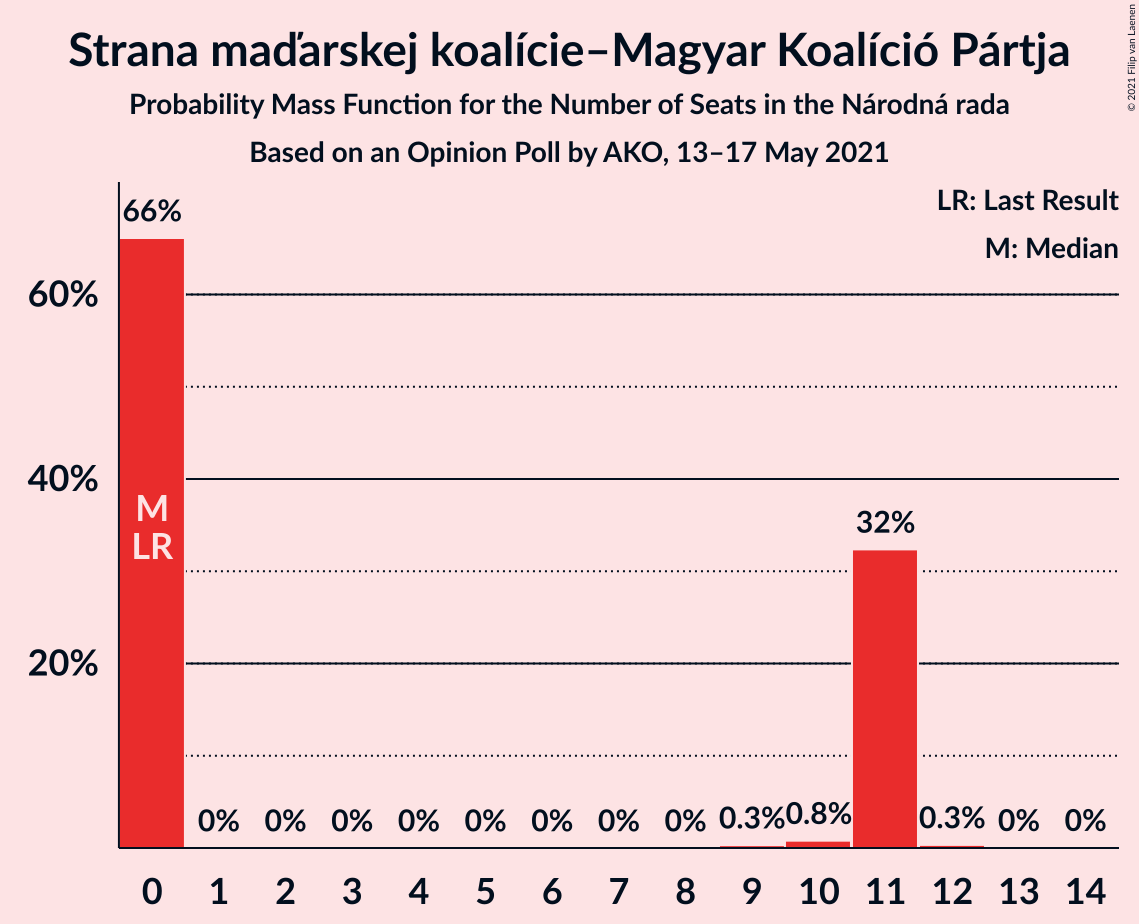 Strana maďarskej koalície–Magyar Koalíció Pártja
Probability Mass Function for the Number of Seats in the Národná rada
Based on an Opinion Poll by AKO, 13–17 May 2021
© 2021 Filip van Laenen
LR: Last Result
M: Median
66%
60%
40%
20%
M
LR
32%
0% 0% 0% 0% 0% 0% 0% 0% 0.3% 0.8% 0.3% 0% 0%
0 1 2 3 4 5 6 7 8 9 10 11 12 13 14